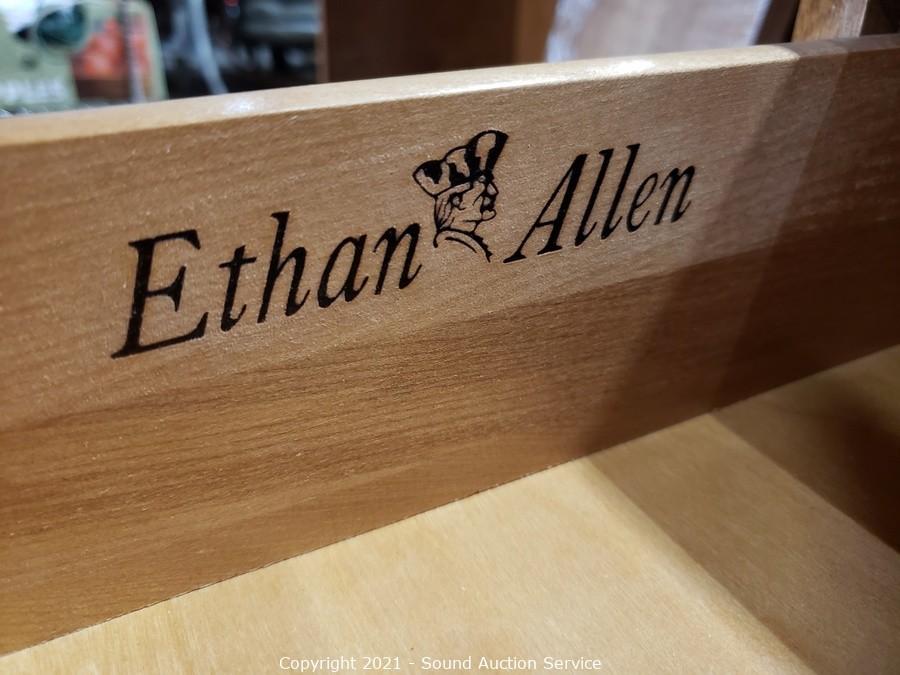 Ethan Allen
Copyright 2021 - Sound Auction Service